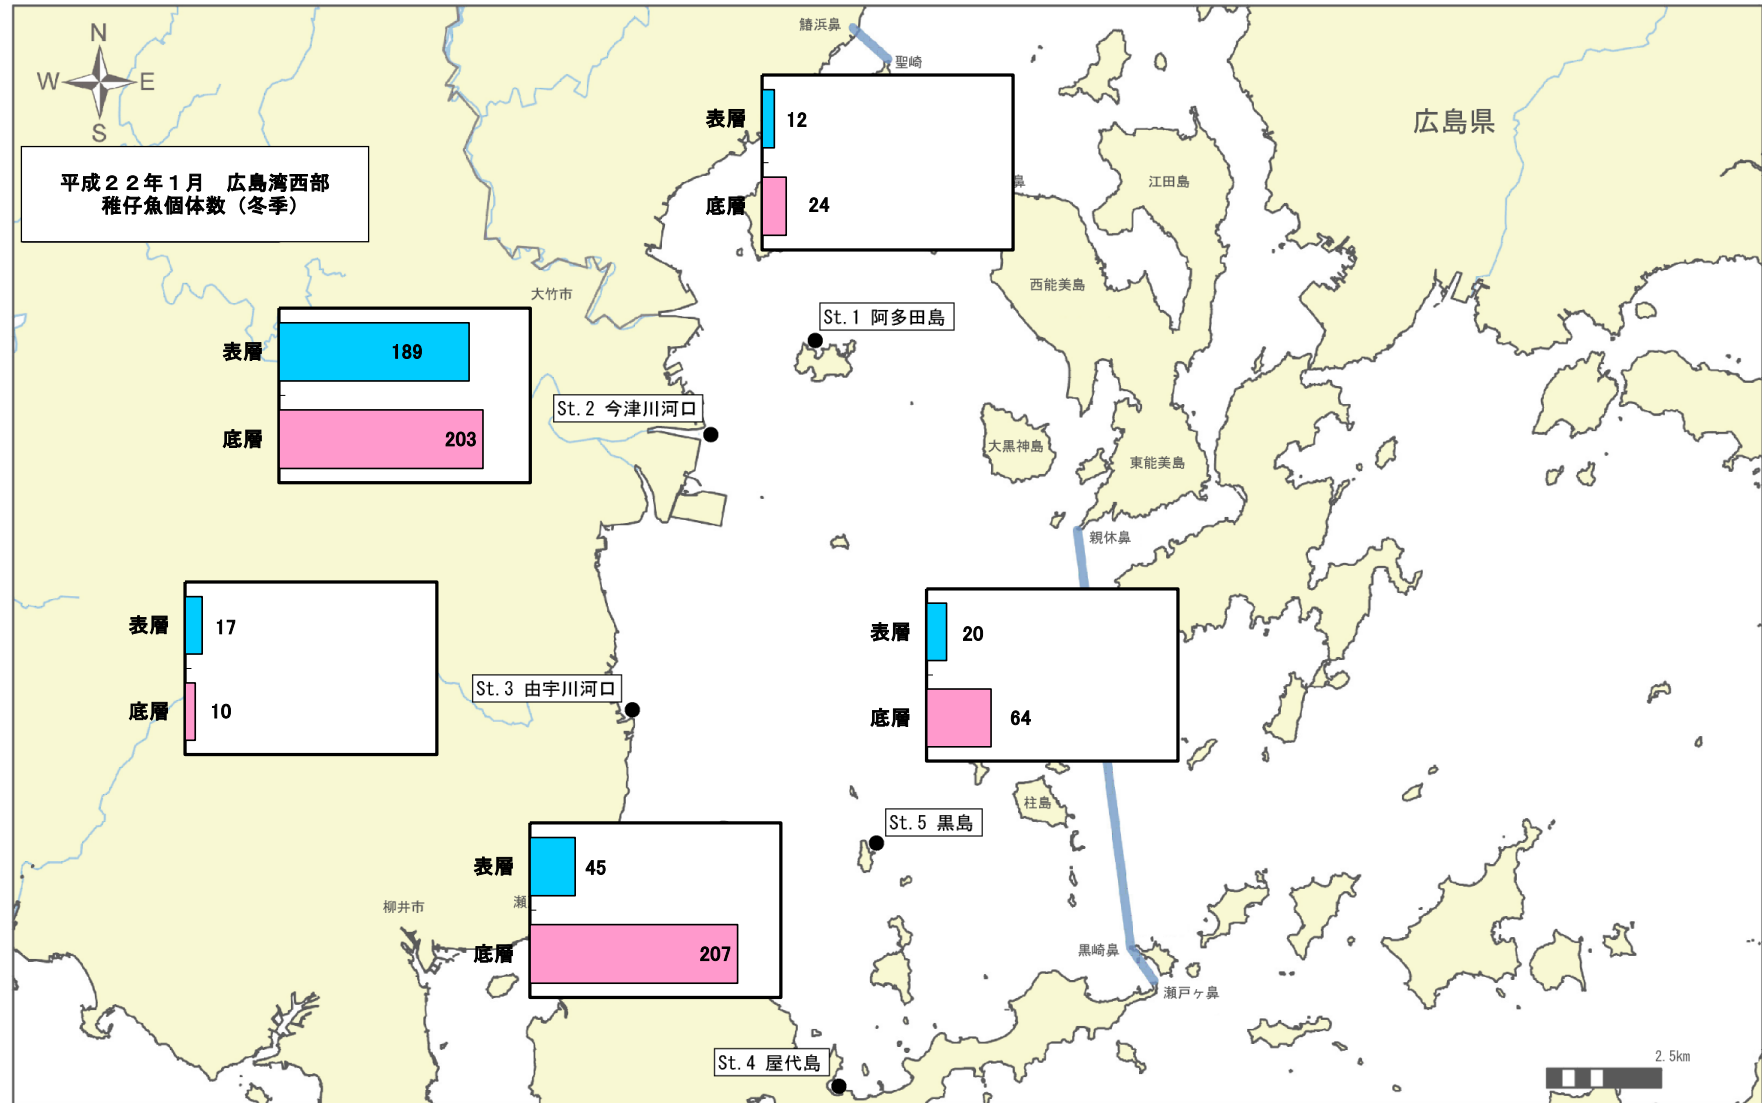 N
W E
S
平成２２年１月　広島湾西部
稚仔魚個体数（冬季）
鰆浜鼻
聖崎
広島県
表層 12
底層 24
鼻
江田島
西能美島
大竹市
St.1 阿多田島
表層 189
底層 203
St.2 今津川河口
大黒神島
東能美島
親休鼻
表層 17
底層 10
St.3 由宇川河口
表層 20
底層 64
柱島
St.5 黒島
表層 45
底層 207
柳井市
瀬
黒崎鼻
瀬戸ヶ鼻
St.4 屋代島
2.5km